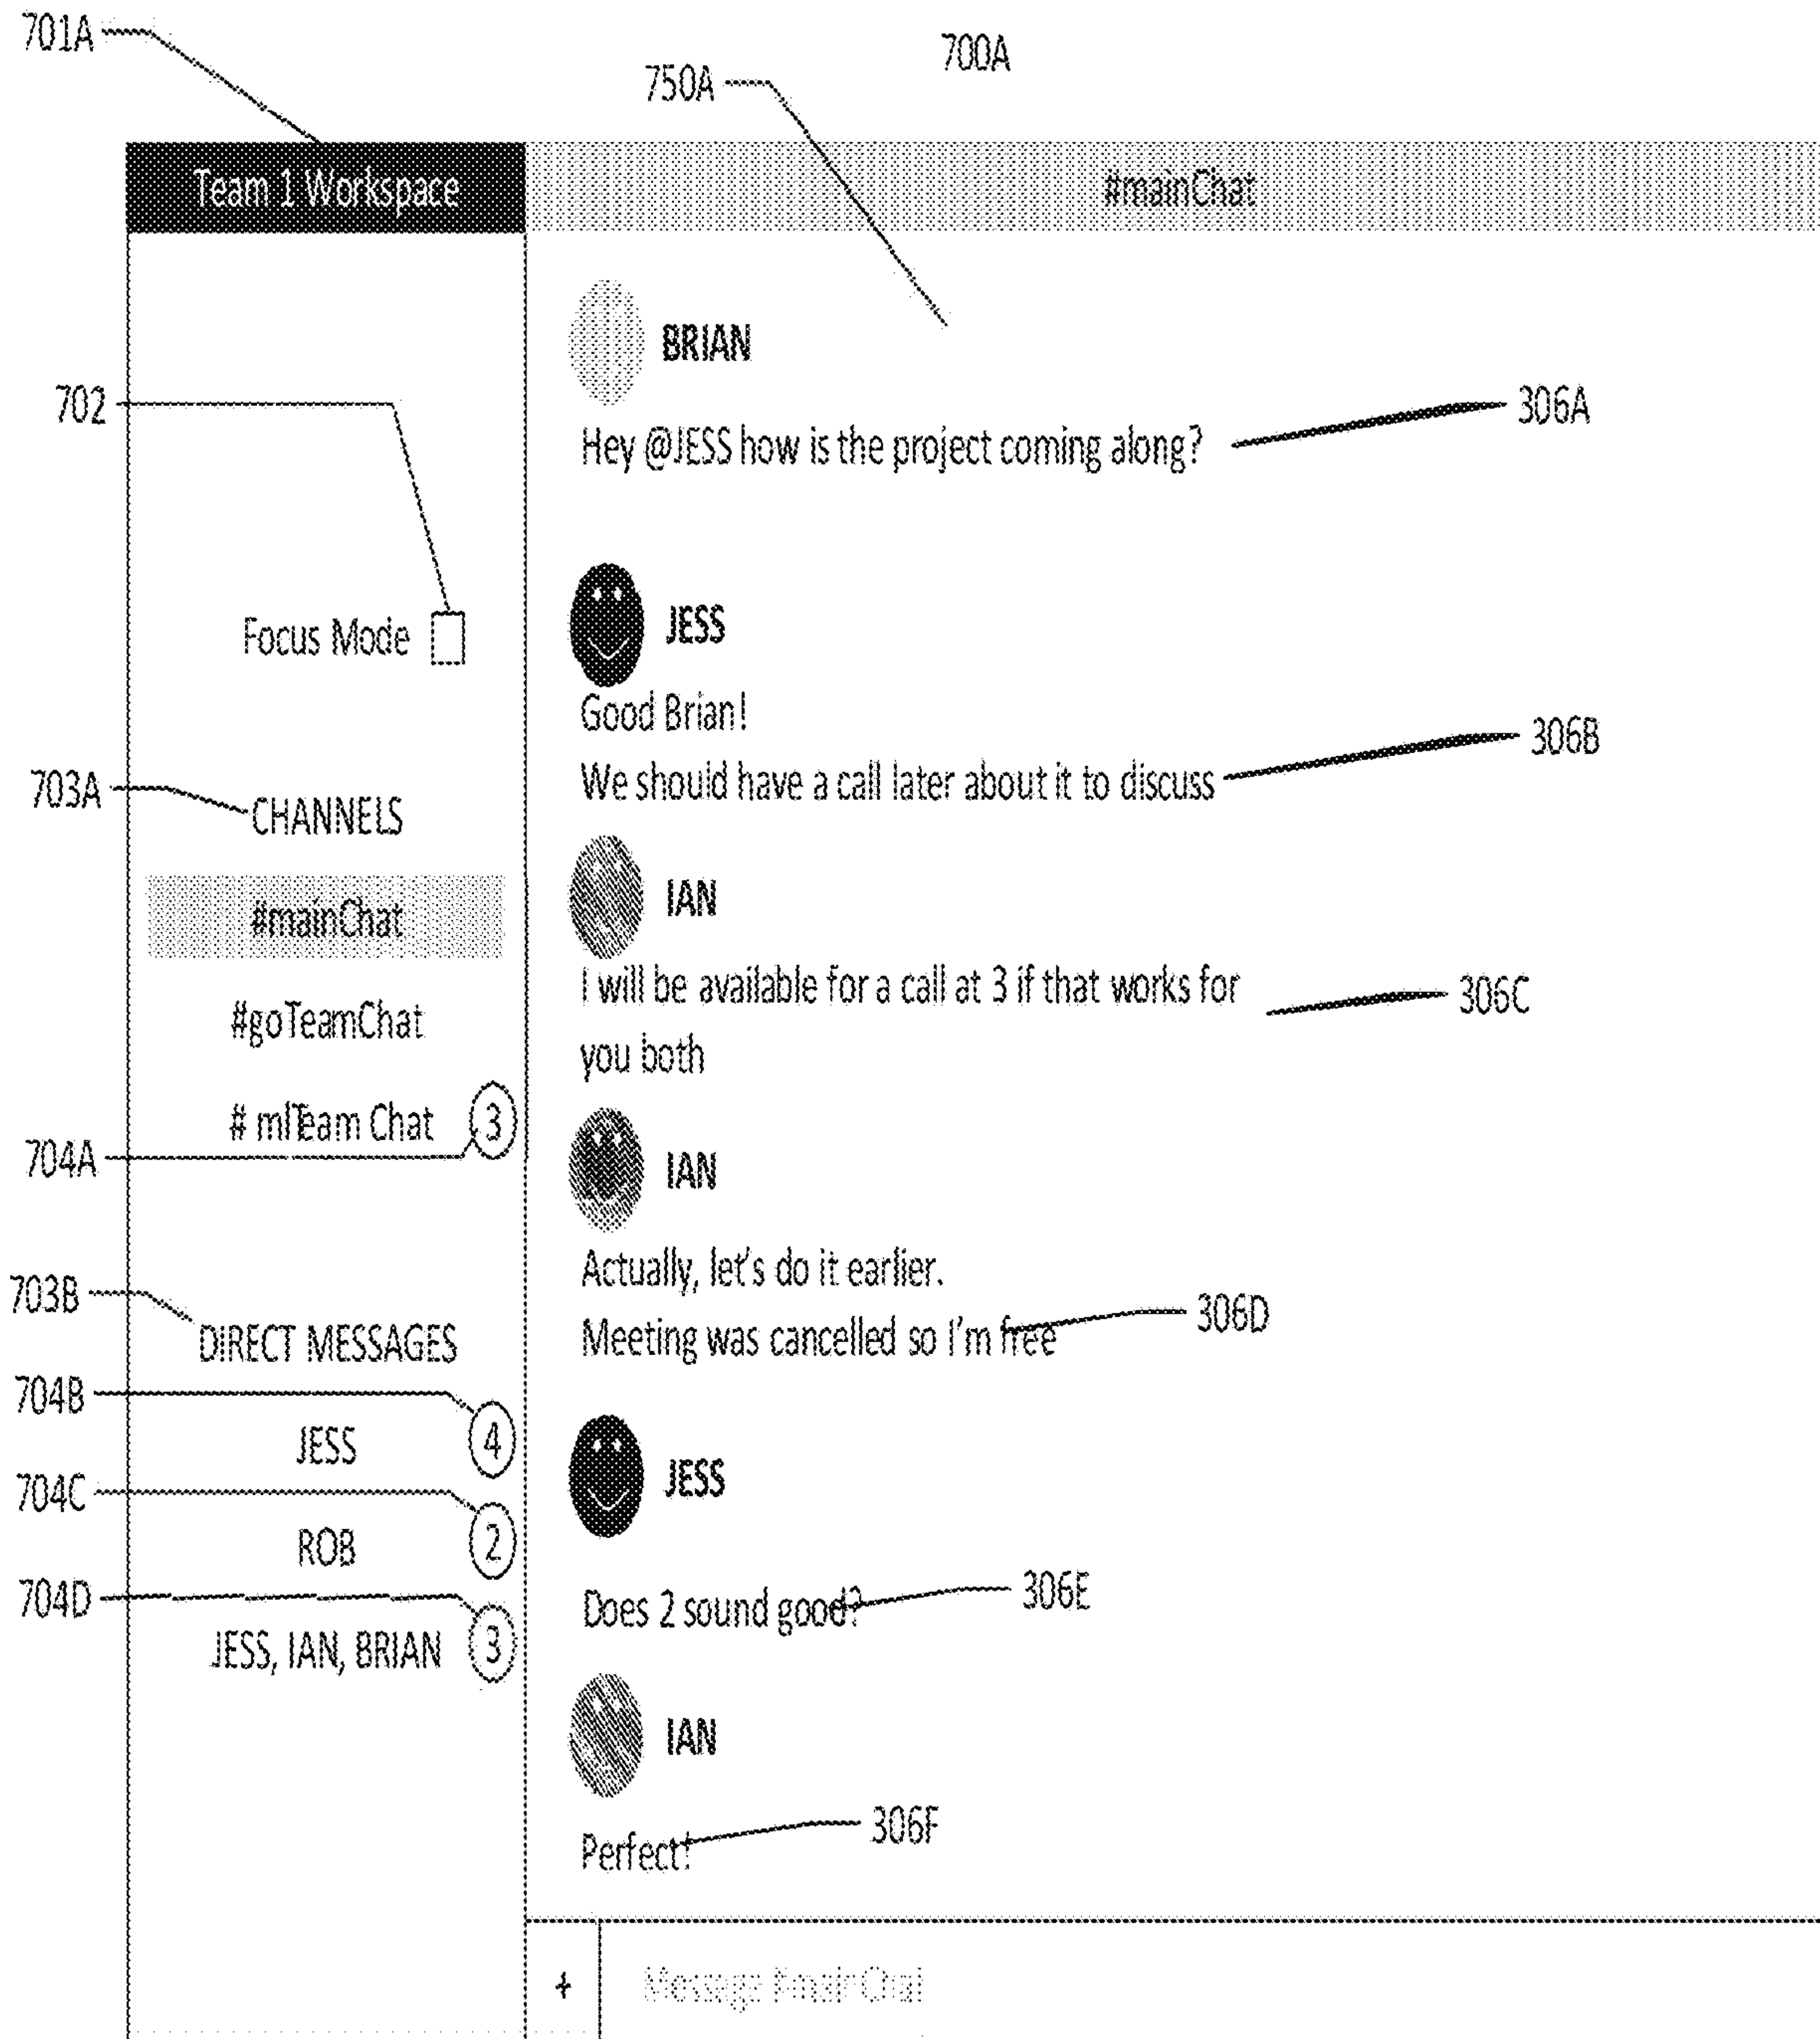 701A
700A
750A
Team 1 Workspace
#mainChat
BRIAN
702
306A
Hey @JESS how is the project coming along?
JESS
Focus Mode
Good Brian!
306B
We should have a call later about it to discuss
703A
CHANNELS
IAN
#mainChat
I will be available for a call at 3 if that works for
306C
you both
#goTeamChat
# mlTeam Chat 3
704A
IAN
Actually, let's do it earlier.
703B
306D
Meeting was cancelled so I'm free
DIRECT MESSAGES
704B
JESS 4
JESS
704C
ROB 2
704D
306E
Does 2 sound good?
JESS, IAN, BRIAN 3
IAN
306F
Perfect!
+
Message #mainChat